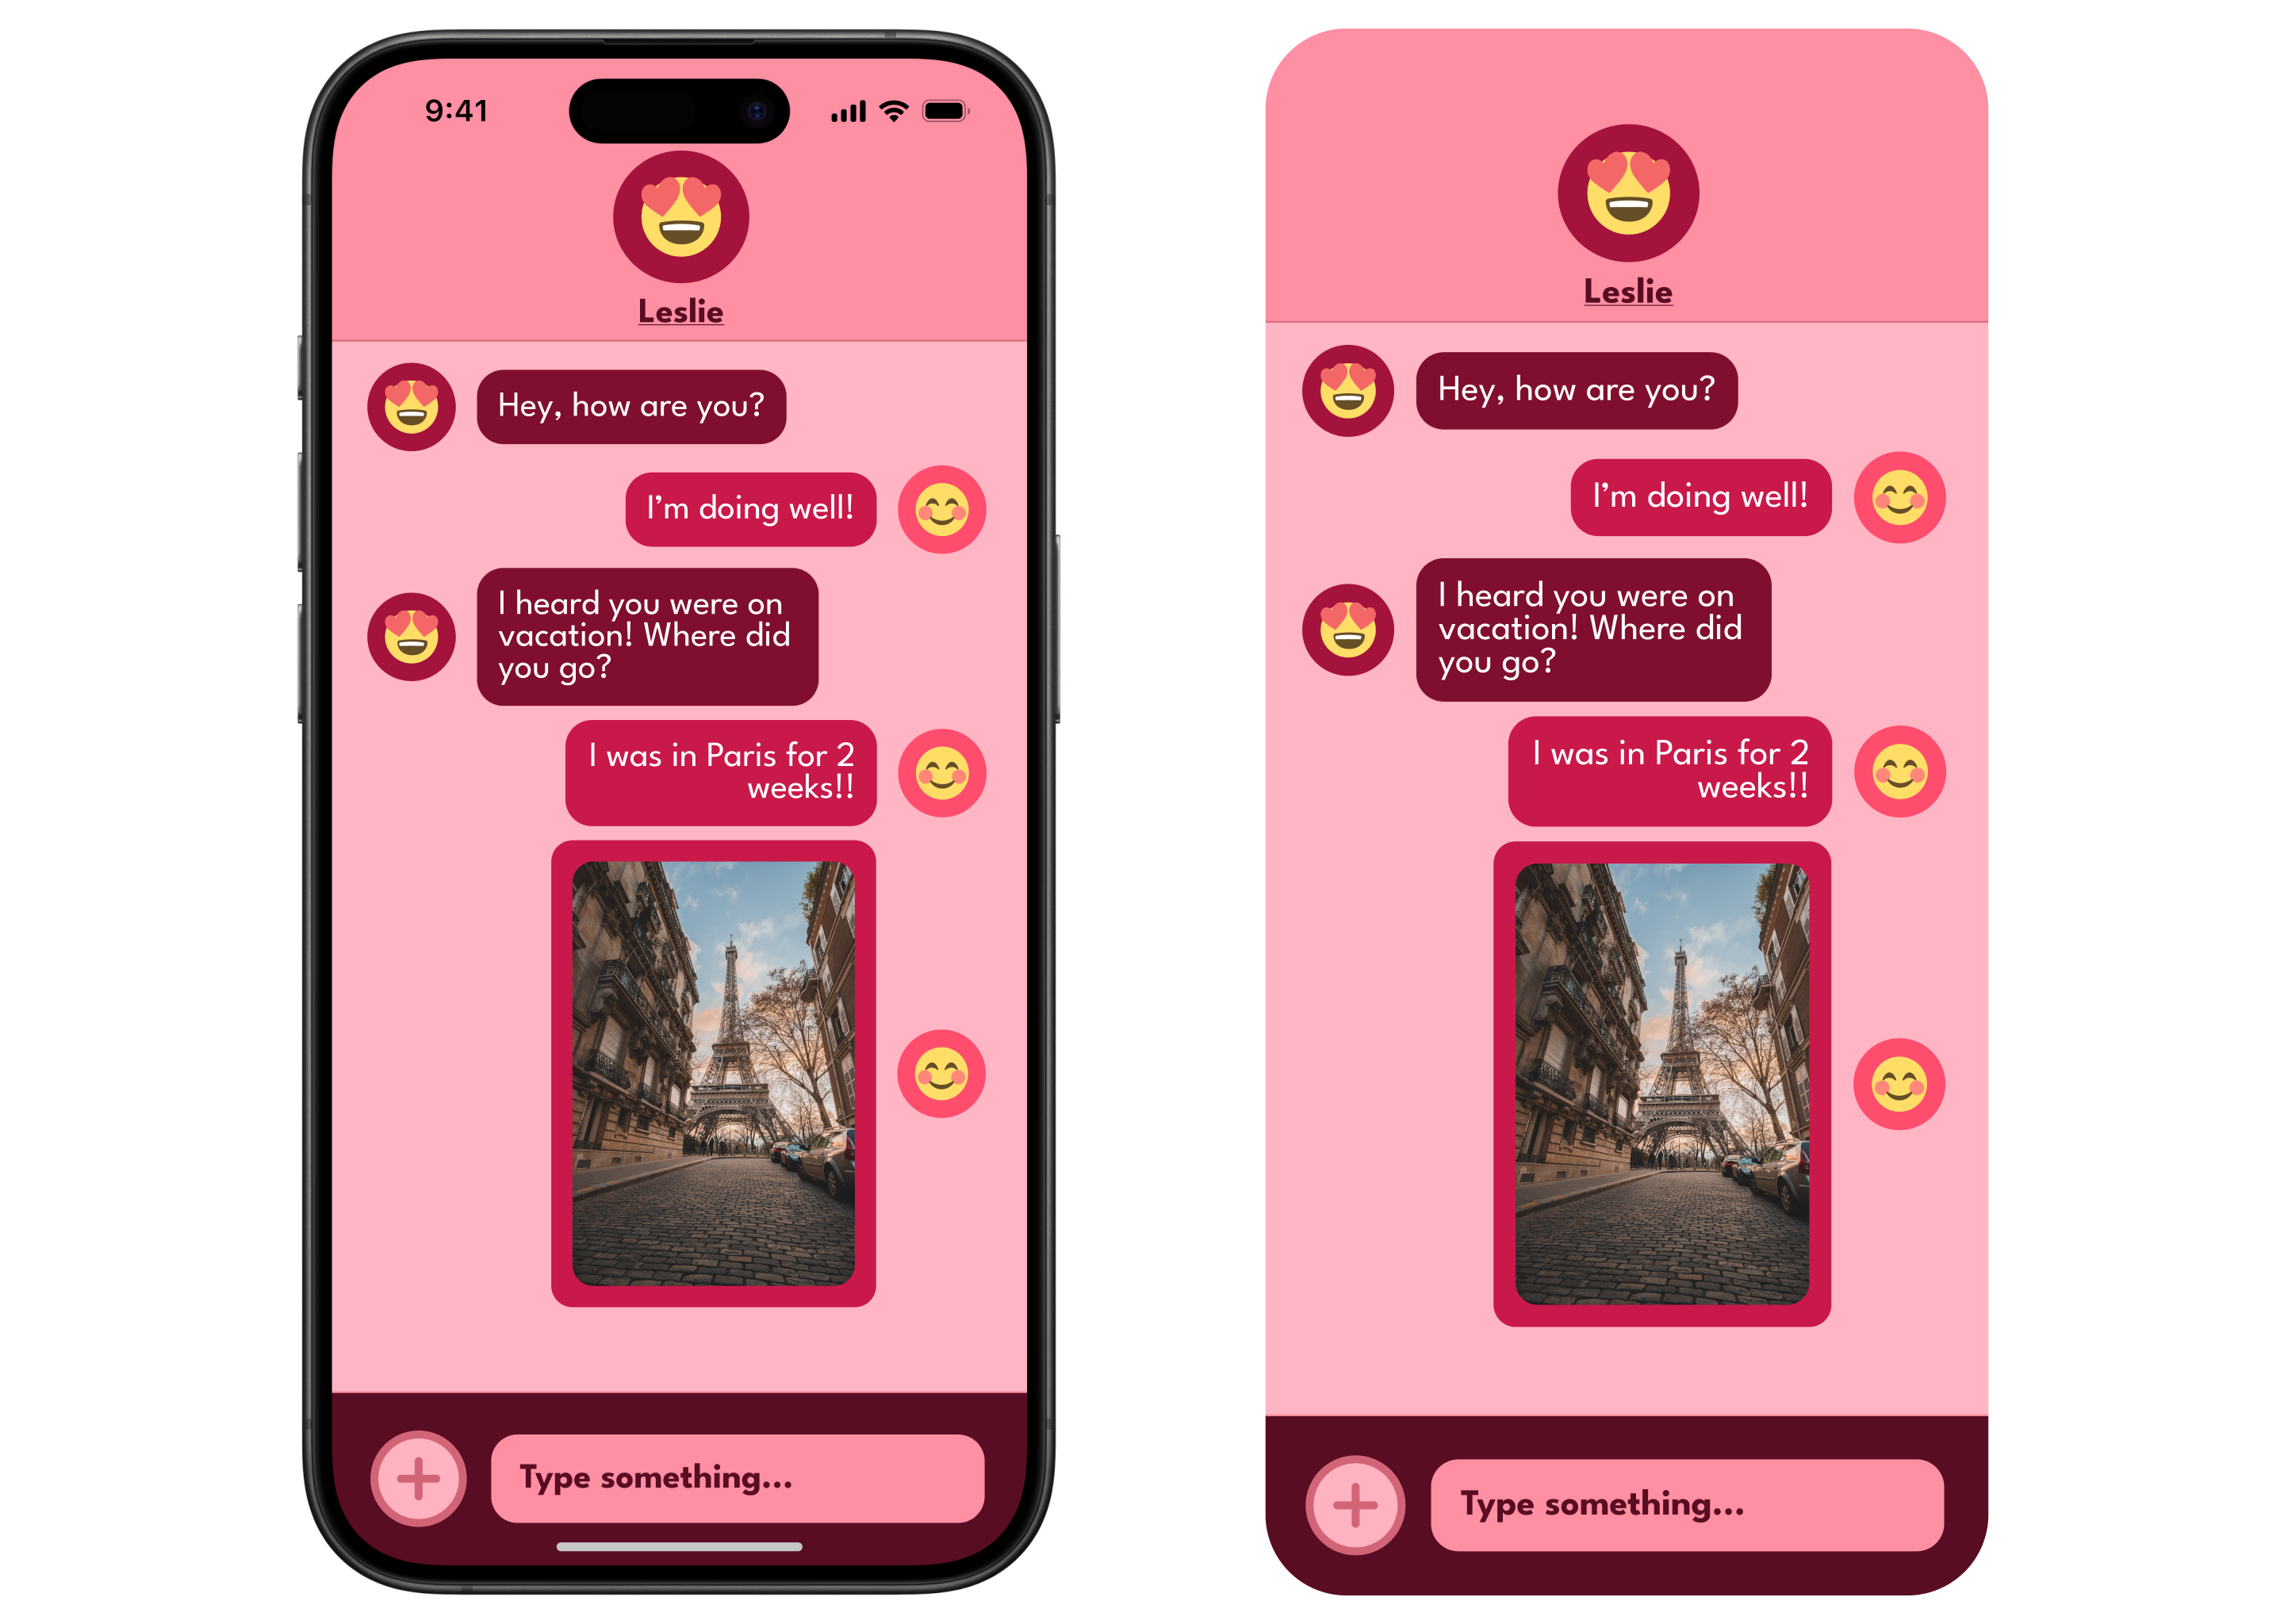 9:41
Leslie
Hey, how are you?
I'm doing well!
I heard you were on
vacation! Where did
you go?
I was in Paris for 2
weeks!!
Type something...
Leslie
Hey, how are you?
I'm doing well!
I heard you were on
vacation! Where did
you go?
I was in Paris for 2
weeks!!
Type something...